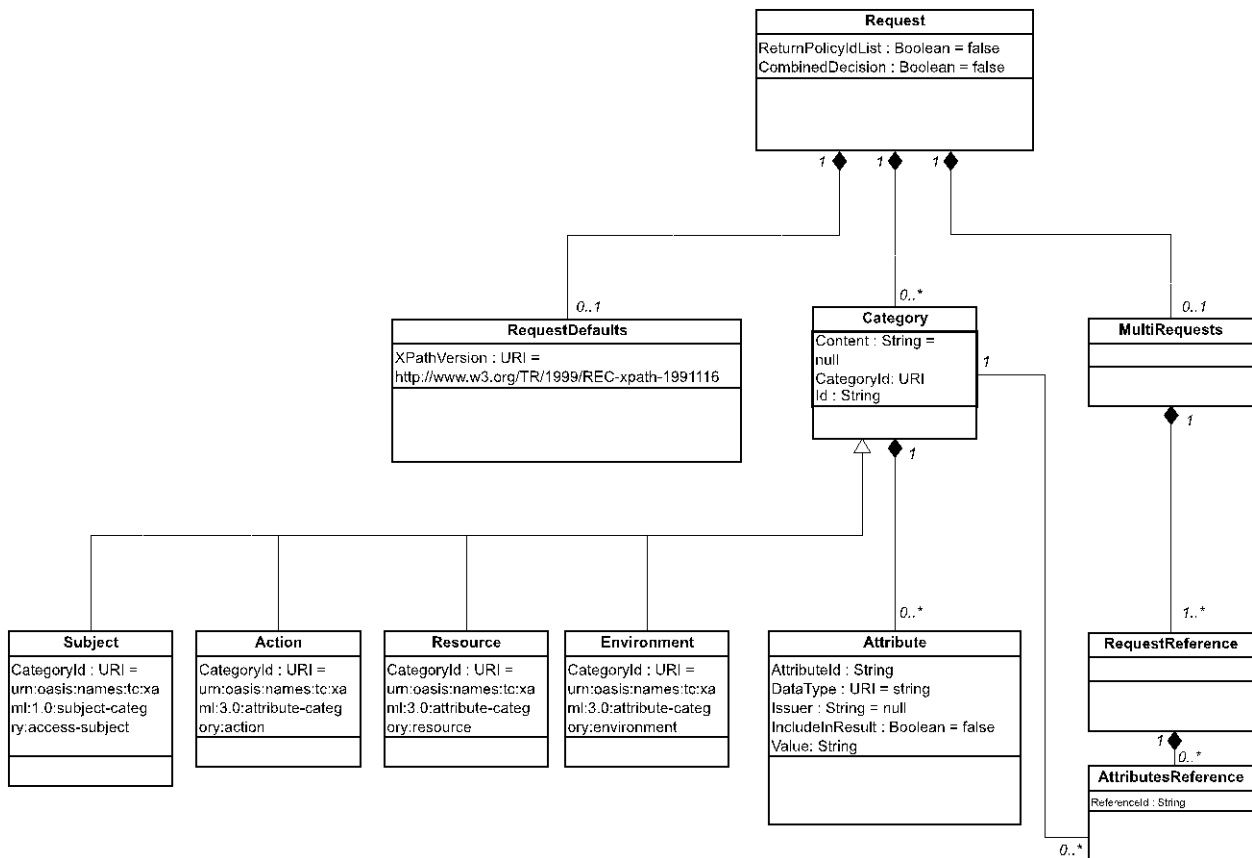 Request
ReturnPolicyIdList : Boolean = false
CombinedDecision : Boolean = false
1
1
1
0..1
0..*
0..1
RequestDefaults
XPathVersion : URI =
http://www.w3.org/TR/1999/REC-xpath-1991116
Category
Content : String =
null
CategoryId: URI
Id : String
1
MultiRequests
1
1
0..*
1..*
Subject
CategoryId : URI =
urn:oasis:names:tc:xa
ml:1.0:subject-categ
ry:access-subject
Action
CategoryId : URI =
urn:oasis:names:tc:xa
ml:3.0:attribute-categ
ory:action
Resource
CategoryId : URI =
urn:oasis:names:tc:xa
ml:3.0:attribute-categ
ory:resource
Environment
CategoryId : URI =
urn:oasis:names:tc:xa
ml:3.0:attribute-categ
ory:environment
Attribute
AttributeId : String
DataType : URI = string
Issuer : String = null
IncludeInResult : Boolean = false
Value: String
RequestReference
1
0..*
AttributesReference
ReferenceId : String
0..*